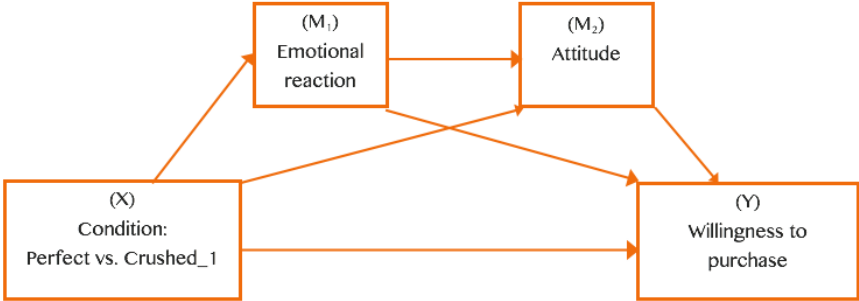 (M₁)
Emotional
reaction
(M₂)
Attitude
(X)
Condition:
Perfect vs. Crushed_1
(Y)
Willingness to
purchase